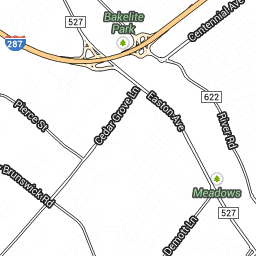 527
Bakelite
Park
Centennial Ave
287
622
Pierce St
Cedar Grove Ln
Easton Ave
River Rd
Brunswick Rd
Meadows
527
Demott Ln